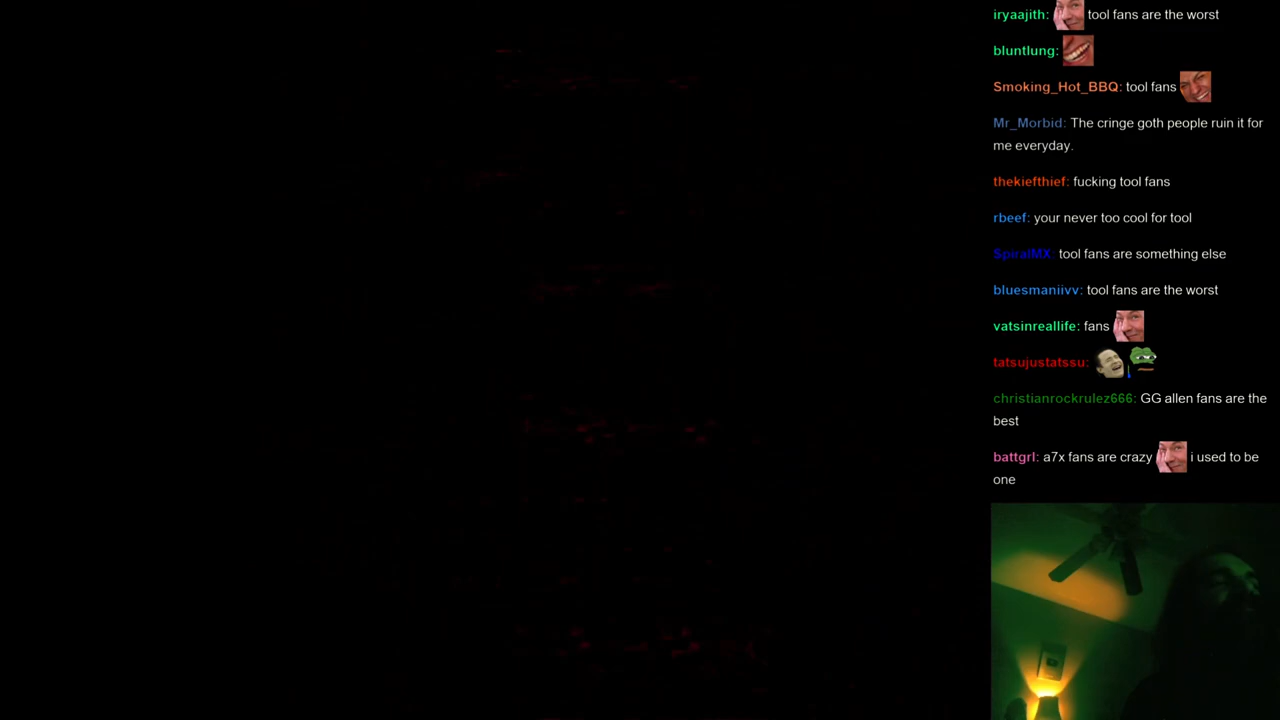 iryaajith: tool fans are the worst
bluntlung:
Smoking_Hot_BBQ: tool fans
Mr_Morbid: The cringe goth people ruin it for
me everyday.
thekiefthief: fucking tool fans
rbeef: your never too cool for tool
SpiralMX: tool fans are something else
bluesmaniivv: tool fans are the worst
vatsinreallife: fans
tatsujustatssu:
christianrockrulez666: GG allen fans are the
best
battgrl: a7x fans are crazy i used to be
one